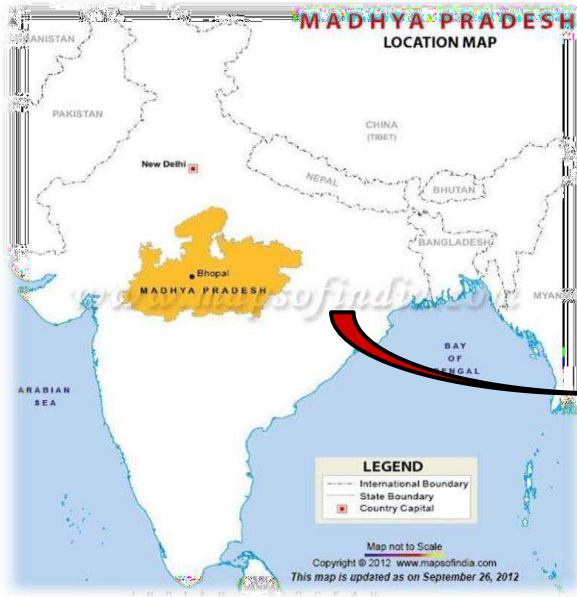 MADHYA PRADESH
LOCATION MAP
PAKISTAN
CHINA
(TIBET)
New Delhi
NEPAL
BHUTAN
BANGLADESH
Bhopal
MADHYA PRADESH
www.mapsofindia.com
BAY
OF
ARABIAN
SEA
LEGEND
International Boundary
State Boundary
Country Capital
Map not to Scale
Copyright © 2012 www.mapsofindia.com
This map is updated as on September 26, 2012